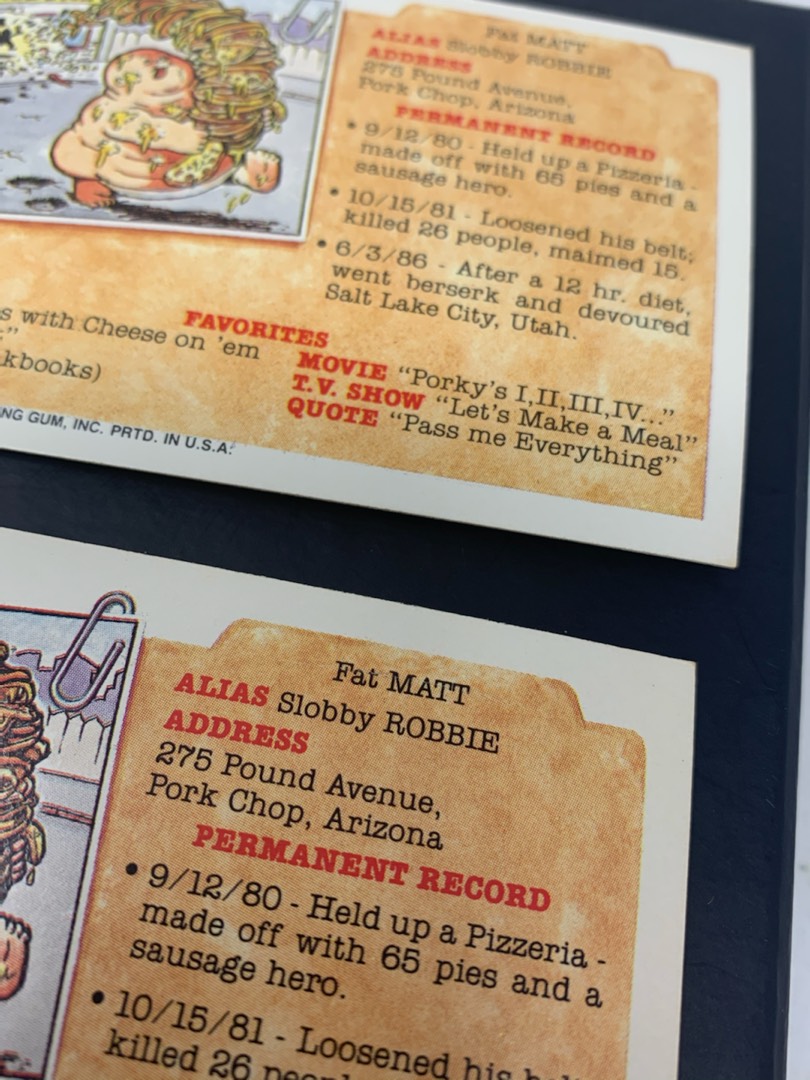 Fat MATT
ALIAS Slobby ROBBIE
ADDRESS
275 Pound Avenue,
Pork Chop, Arizona
PERMANENT RECORD
• 9/12/80 - Held up a Pizzeria -
made off with 65 pies and a
sausage hero.
• 10/15/81 - Loosened his belt;
killed 26 people, maimed 15.
• 6/3/86 - After a 12 hr. diet,
went berserk and devoured
Salt Lake City, Utah.
FAVORITES
s with Cheese on 'em
"
kbooks)
MOVIE "Porky's I,II,III,IV..."
T.V. SHOW "Let's Make a Meal"
QUOTE "Pass me Everything"
NG GUM, INC. PRTD. IN U.S.A.
Fat MATT
ALIAS Slobby ROBBIE
ADDRESS
275 Pound Avenue,
Pork Chop, Arizona
PERMANENT RECORD
• 9/12/80 - Held up a Pizzeria -
made off with 65 pies and a
sausage hero.
• 10/15/81 - Loosened his
killed 26